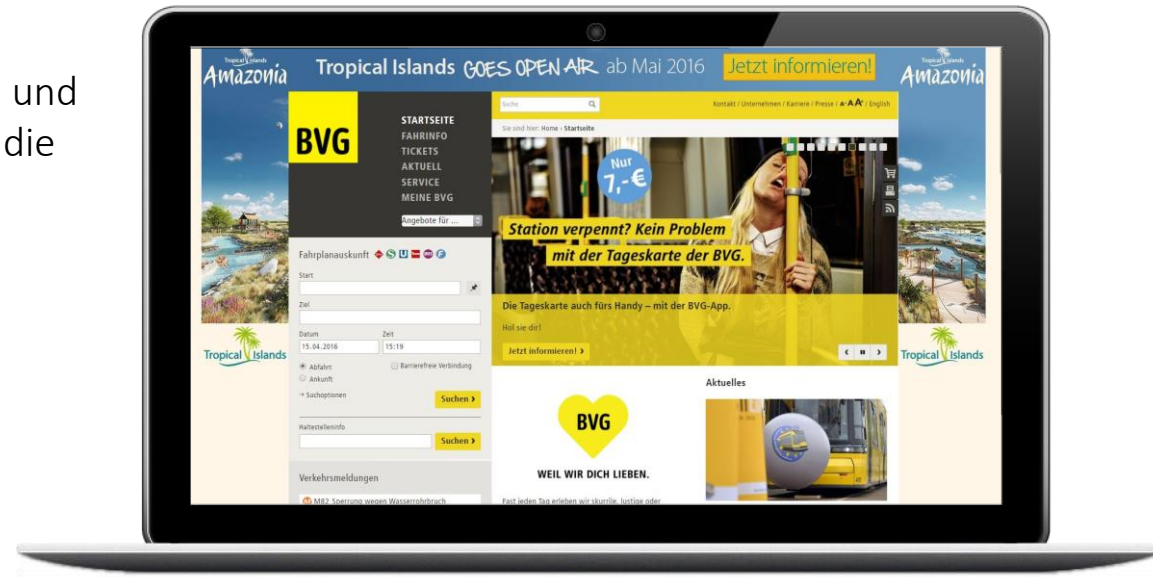 und
die
Tropical Islands
Amazonia
Tropical Islands GOES OPEN AIR ab Mai 2016 Jetzt informieren!
Tropical Islands
Amazonia
BVG
STARTSEITE
FAHRINFO
TICKETS
AKTUELL
SERVICE
MEINE BVG
Angebote für ...
Suche
Kontakt / Unternehmen / Karriere / Presse / A- A A+ / English
Sie sind hier: Home › Startseite
Nur
7,-€
Station verpennt? Kein Problem
mit der Tageskarte der BVG.
Die Tageskarte auch fürs Handy – mit der BVG-App.
Hol sie dir!
Jetzt informieren! ›
Fahrplanauskunft
Start
Ziel
Datum Zeit
15.04.2016 15:19
Abfahrt Barrierefreie Verbindung
Ankunft
→ Suchoptionen Suchen ›
Haltestelleninfo
Suchen ›
Verkehrsmeldungen
M82 Sperrung wegen Wasserrohrbruch
Tropical Islands
BVG
WEIL WIR DICH LIEBEN.
Fast jeden Tag erleben wir skurrile, lustige oder
Aktuelles
Tropical Islands